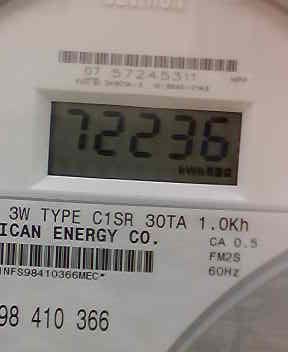 07 57245311
72236
kWh
3W TYPE C1SR 30TA 1.0Kh
ICAN ENERGY CO.
CA 0.5
FM2S
60Hz
INFS98410366MEC*
98 410 366